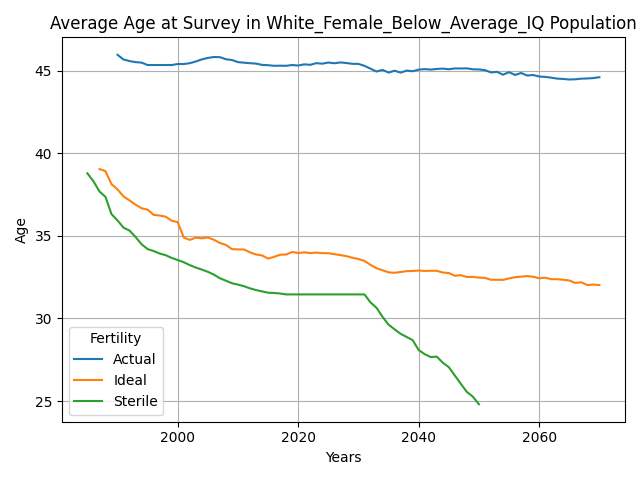 Average Age at Survey in White_Female_Below_Average_IQ Population
45
40
35
30
25
Age
Fertility
Actual
Ideal
Sterile
2000 2020 2040 2060
Years